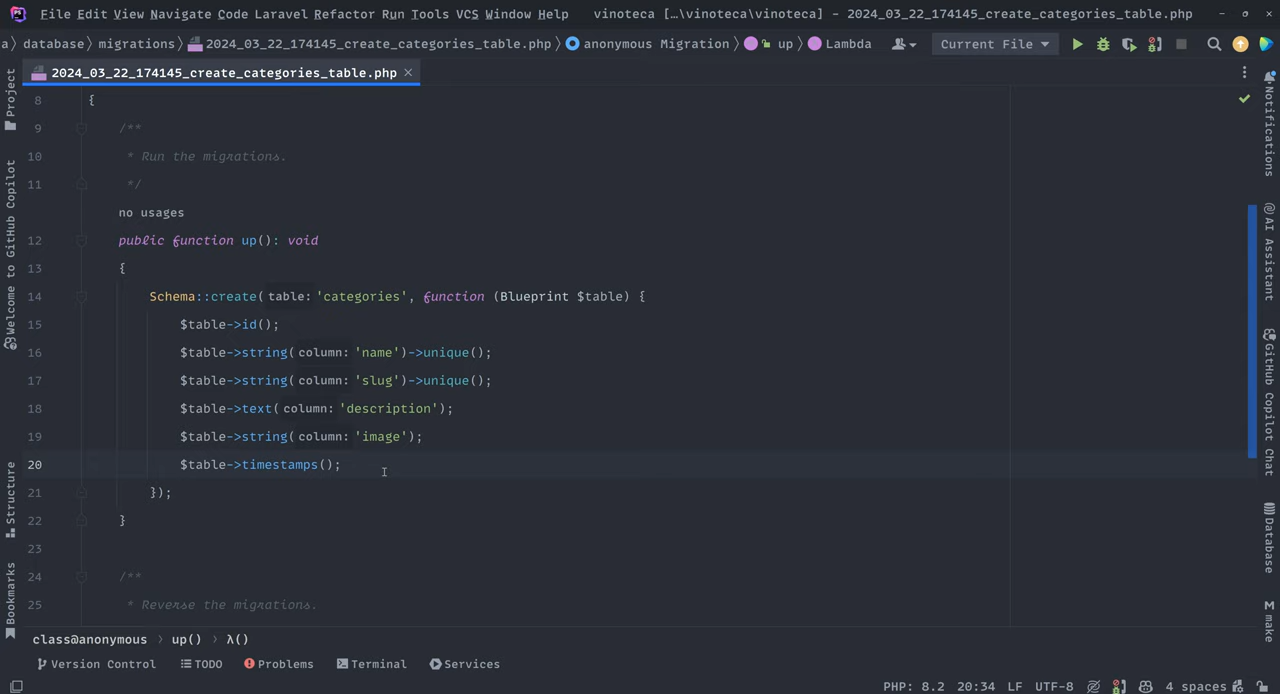 File Edit View Navigate Code Laravel Refactor Run Tools VCS Window Help vinoteca […\vinoteca\vinoteca] – 2024_03_22_174145_create_categories_table.php
a〉database〉migrations〉2024_03_22_174145_create_categories_table.php〉anonymous Migration〉up〉Lambda Current File
2024_03_22_174145_create_categories_table.php
8 {
9 /**
10 * Run the migrations.
11 */
no usages
12 public function up(): void
13 {
14 Schema::create( table: 'categories', function (Blueprint $table) {
15 $table->id();
16 $table->string( column: 'name')->unique();
17 $table->string( column: 'slug')->unique();
18 $table->text( column: 'description');
19 $table->string( column: 'image');
20 $table->timestamps();
21 });
22 }
23
24 /**
25 * Reverse the migrations.
class@anonymous › up() › λ()
Version Control TODO Problems Terminal Services
PHP: 8.2 20:34 LF UTF-8 4 spaces
Project
Welcome to GitHub Copilot
Structure
Bookmarks
Notifications
AI Assistant
GitHub Copilot Chat
Database
M make